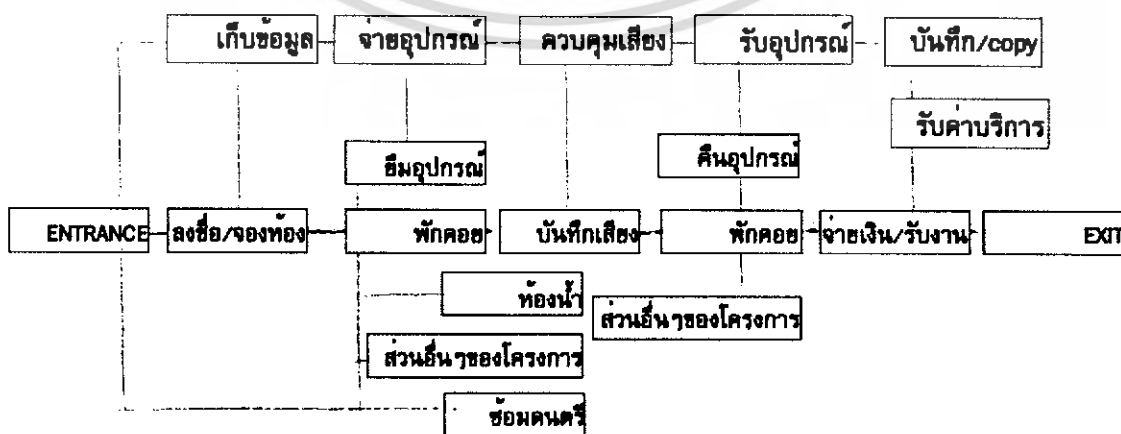 เก็บข้อมูล จ่ายอุปกรณ์ ควบคุมเสียง รับอุปกรณ์ บันทึก/copy
รับค่าบริการ
ยืมอุปกรณ์ คืนอุปกรณ์
ENTRANCE ลงชื่อ/จองห้อง พักคอย บันทึกเสียง พักคอย จ่ายเงิน/รับงาน EXIT
ห้องน้ำ
ส่วนอื่นๆของโครงการ
ส่วนอื่นๆของโครงการ
ซ้อมดนตรี